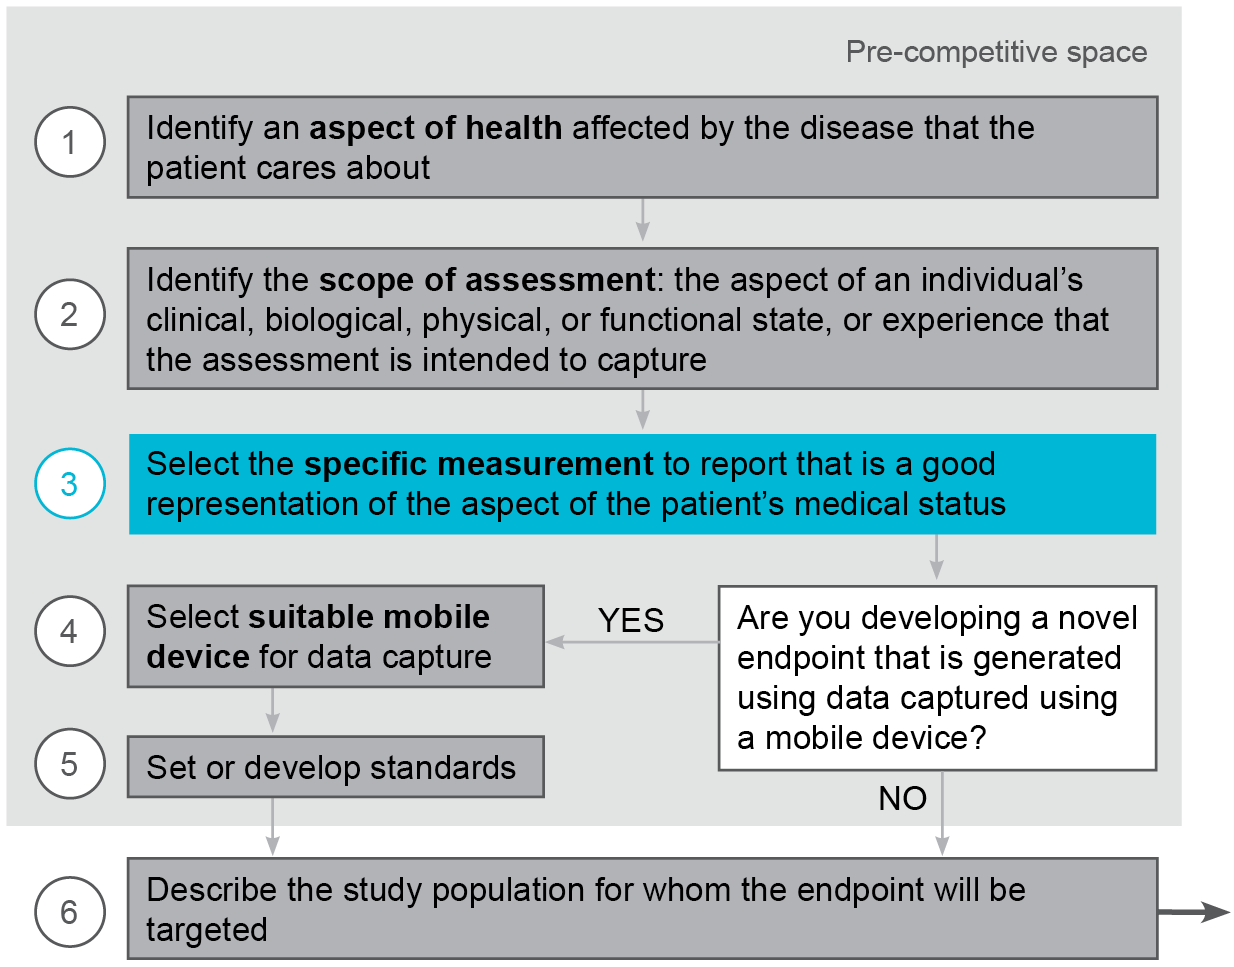 Pre-competitive space
1
Identify an aspect of health affected by the disease that the
patient cares about
2
Identify the scope of assessment: the aspect of an individual’s
clinical, biological, physical, or functional state, or experience that
the assessment is intended to capture
3
Select the specific measurement to report that is a good
representation of the aspect of the patient’s medical status
4
Select suitable mobile
device for data capture
YES
Are you developing a novel
endpoint that is generated
using data captured using
a mobile device?
5
Set or develop standards
NO
6
Describe the study population for whom the endpoint will be
targeted